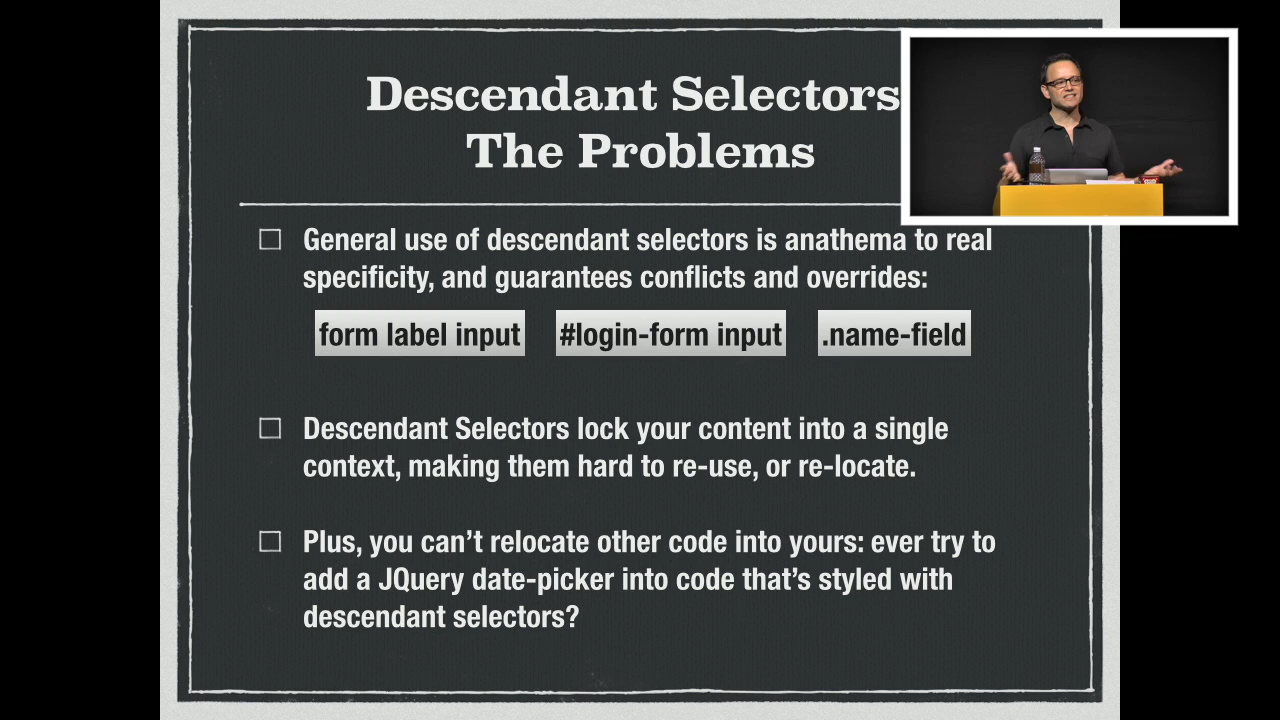 Descendant Selectors
The Problems
General use of descendant selectors is anathema to real
specificity, and guarantees conflicts and overrides:
form label input #login-form input .name-field
Descendant Selectors lock your content into a single
context, making them hard to re-use, or re-locate.
Plus, you can’t relocate other code into yours: ever try to
add a JQuery date-picker into code that’s styled with
descendant selectors?